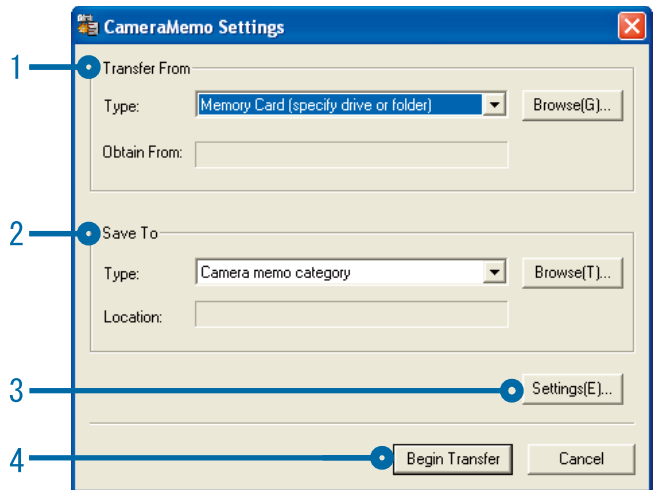 CameraMemo Settings
1
Transfer From
Type: Memory Card (specify drive or folder) Browse(G)...
Obtain From:
2
Save To
Type: Camera memo category Browse(T)...
Location:
3
Settings(E)...
4
Begin Transfer Cancel